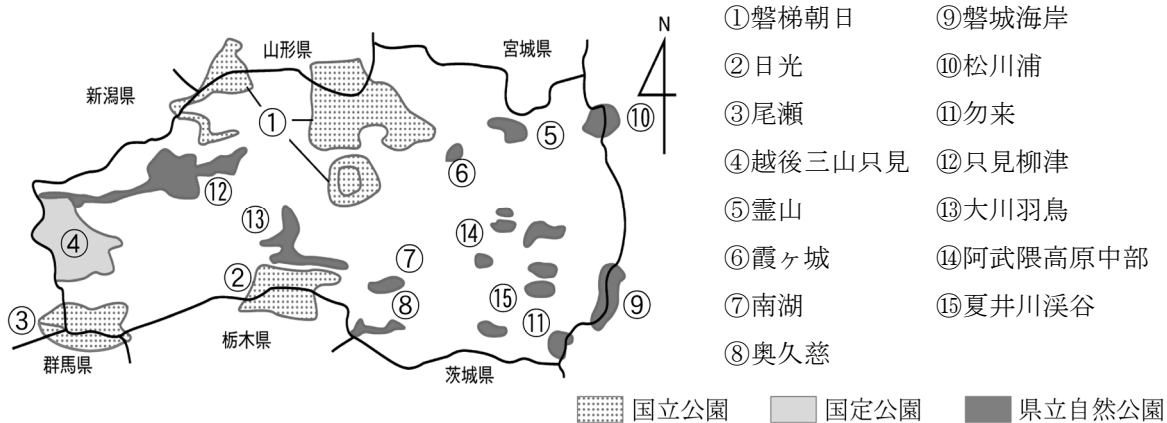 ①磐梯朝日 ⑨磐城海岸
②日光 ⑩松川浦
③尾瀬 ⑪勿来
④越後三山只見 ⑫只見柳津
⑤霊山 ⑬大川羽鳥
⑥霞ヶ城 ⑭阿武隈高原中部
⑦南湖 ⑮夏井川渓谷
⑧奥久慈
N
山形県
宮城県
新潟県
①
⑩
⑤
⑥
⑫
⑬
⑭
④
②
⑦
⑮
⑨
⑧
⑪
③
栃木県
群馬県
茨城県
国立公園 国定公園 県立自然公園